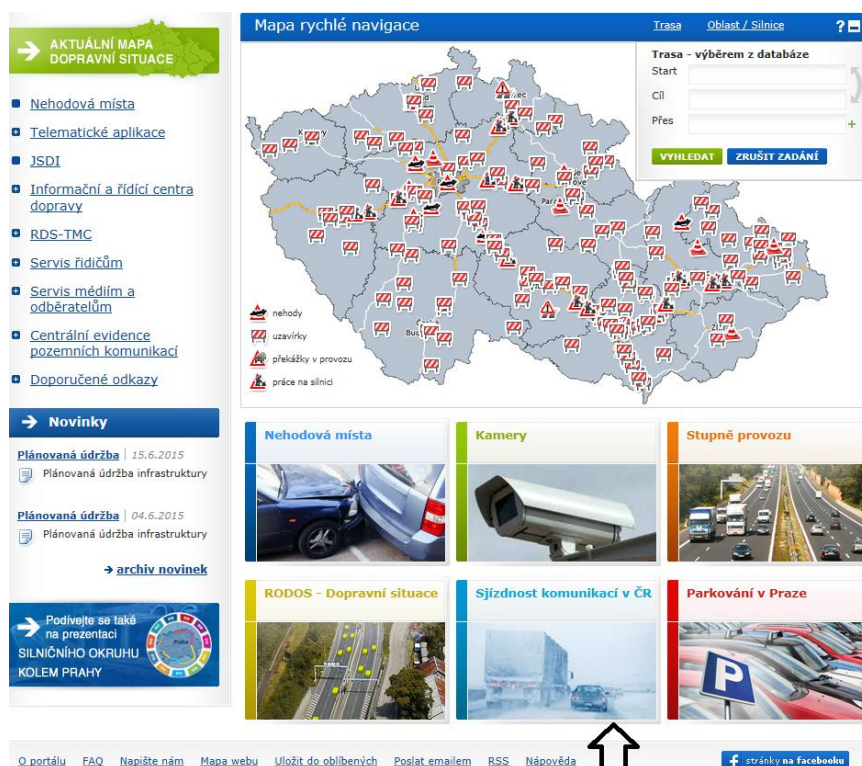 AKTUÁLNÍ MAPA
DOPRAVNÍ SITUACE
Nehodová místa
Telematické aplikace
JSDI
Informační a řídící centra
dopravy
RDS-TMC
Servis řidičům
Servis médiím a
odběratelům
Centrální evidence
pozemních komunikací
Doporučené odkazy
Novinky
Plánovaná údržba | 15.6.2015
Plánovaná údržba infrastruktury
Plánovaná údržba | 04.6.2015
Plánovaná údržba infrastruktury
archiv novinek
Podívejte se také
na prezentaci
SILNIČNÍHO OKRUHU
KOLEM PRAHY
Mapa rychlé navigace
Trasa Oblast / Silnice ?
Trasa - výběrem z databáze
Start
Cíl
Přes +
VYHLEDAT ZRUŠIT ZADÁNÍ
nehody
uzavírky
překážky v provozu
práce na silnici
Nehodová místa
Kamery
Stupně provozu
RODOS - Dopravní situace
Sjízdnost komunikací v ČR
Parkování v Praze
P
O portálu FAQ Napište nám Mapa webu Uložit do oblíbených Poslat emailem RSS Nápověda
f stránky na facebooku